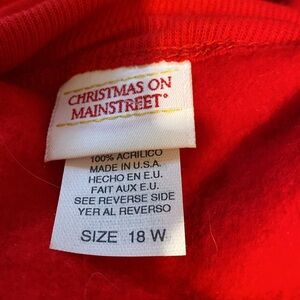 CHRISTMAS ON
MAINSTREET®
100% ACRILICO
MADE IN U.S.A.
HECHO EN E.U.
FAIT AUX E.U.
SEE REVERSE SIDE
YER AL REVERSO
SIZE 18 W